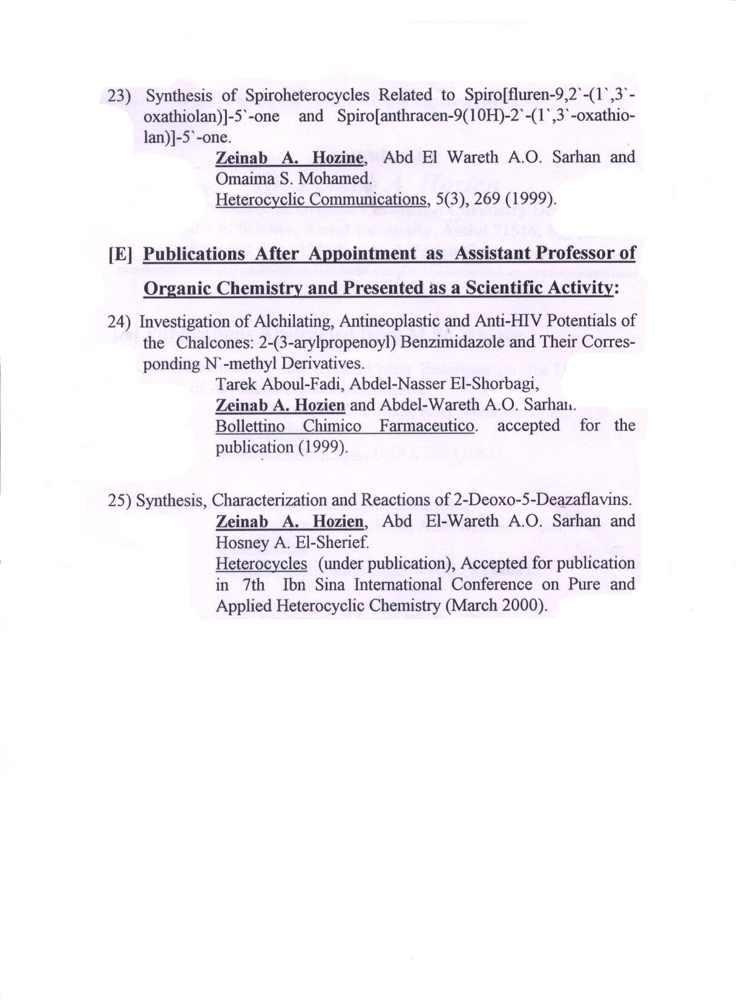 23) Synthesis of Spiroheterocycles Related to Spiro[fluren-9,2`-(1`,3`-
oxathiolan)]-5`-one and Spiro[anthracen-9(10H)-2`-(1`,3`-oxathio-
lan)]-5`-one.
Zeinab A. Hozine, Abd El Wareth A.O. Sarhan and
Omaima S. Mohamed.
Heterocyclic Communications, 5(3), 269 (1999).
[E] Publications After Appointment as Assistant Professor of
Organic Chemistry and Presented as a Scientific Activity:
24) Investigation of Alchilating, Antineoplastic and Anti-HIV Potentials of
the Chalcones: 2-(3-arylpropenoyl) Benzimidazole and Their Corres-
ponding N`-methyl Derivatives.
Tarek Aboul-Fadi, Abdel-Nasser El-Shorbagi,
Zeinab A. Hozien and Abdel-Wareth A.O. Sarhan.
Bollettino Chimico Farmaceutico. accepted for the
publication (1999).
25) Synthesis, Characterization and Reactions of 2-Deoxo-5-Deazaflavins.
Zeinab A. Hozien, Abd El-Wareth A.O. Sarhan and
Hosney A. El-Sherief.
Heterocycles (under publication), Accepted for publication
in 7th Ibn Sina International Conference on Pure and
Applied Heterocyclic Chemistry (March 2000).